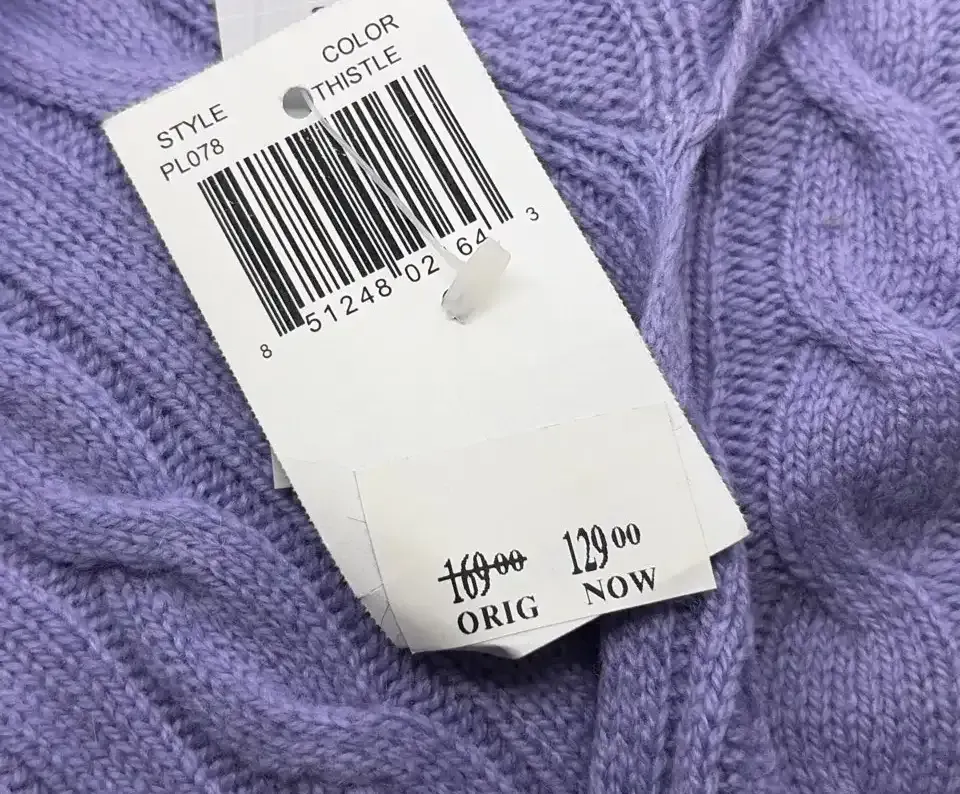 STYLE
PL078
COLOR
THISTLE
8 51248 02 64 3
169 00 129 00
ORIG NOW